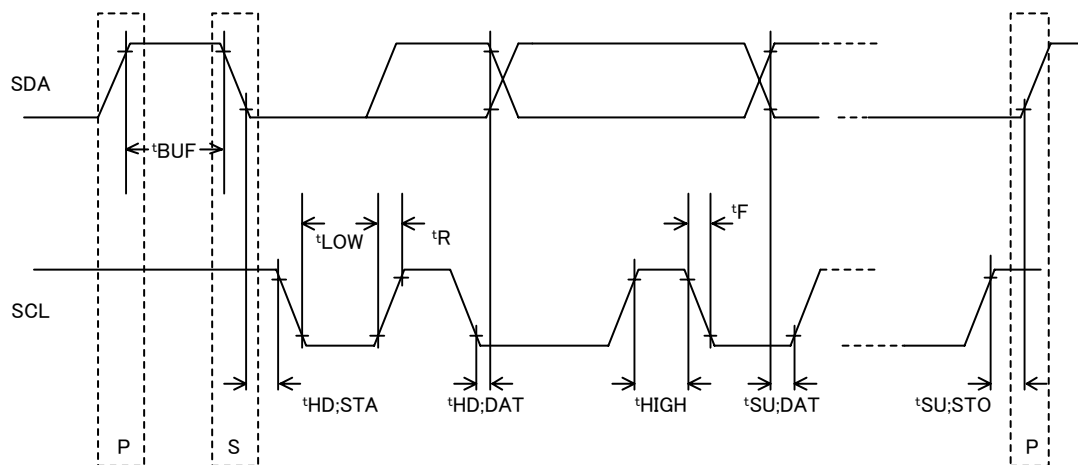 SDA
tBUF
tLOW
tR
tF
SCL
tHD;STA
tHD;DAT
tHIGH
tSU;DAT
tSU;STO
P
S
P